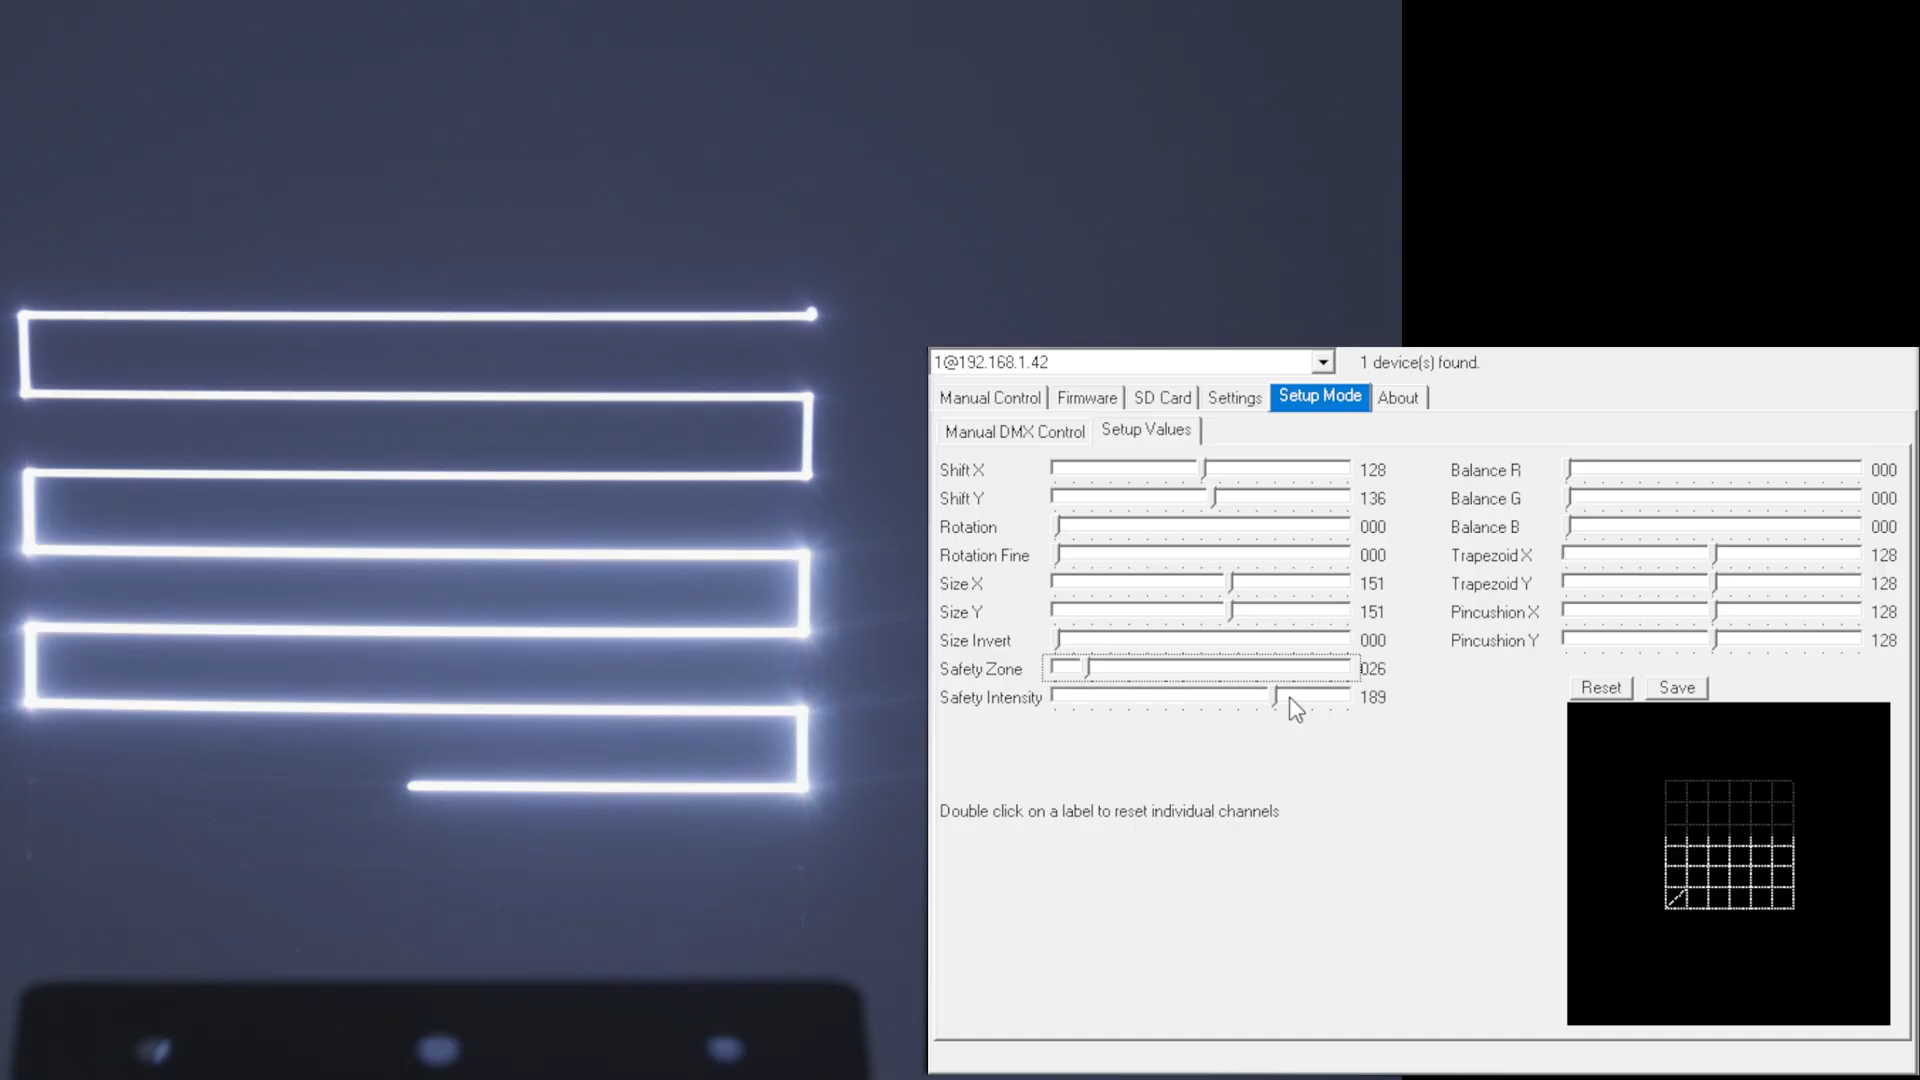 1@192.168.1.42 1 device(s) found.
Manual Control Firmware SD Card Settings Setup Mode About
Manual DMX Control Setup Values
Shift X 128 Balance R 000
Shift Y 136 Balance G 000
Rotation 000 Balance B 000
Rotation Fine 000 Trapezoid X 128
Size X 151 Trapezoid Y 128
Size Y 151 Pincushion X 128
Size Invert 000 Pincushion Y 128
Safety Zone 026
Safety Intensity 189
Reset Save
Double click on a label to reset individual channels